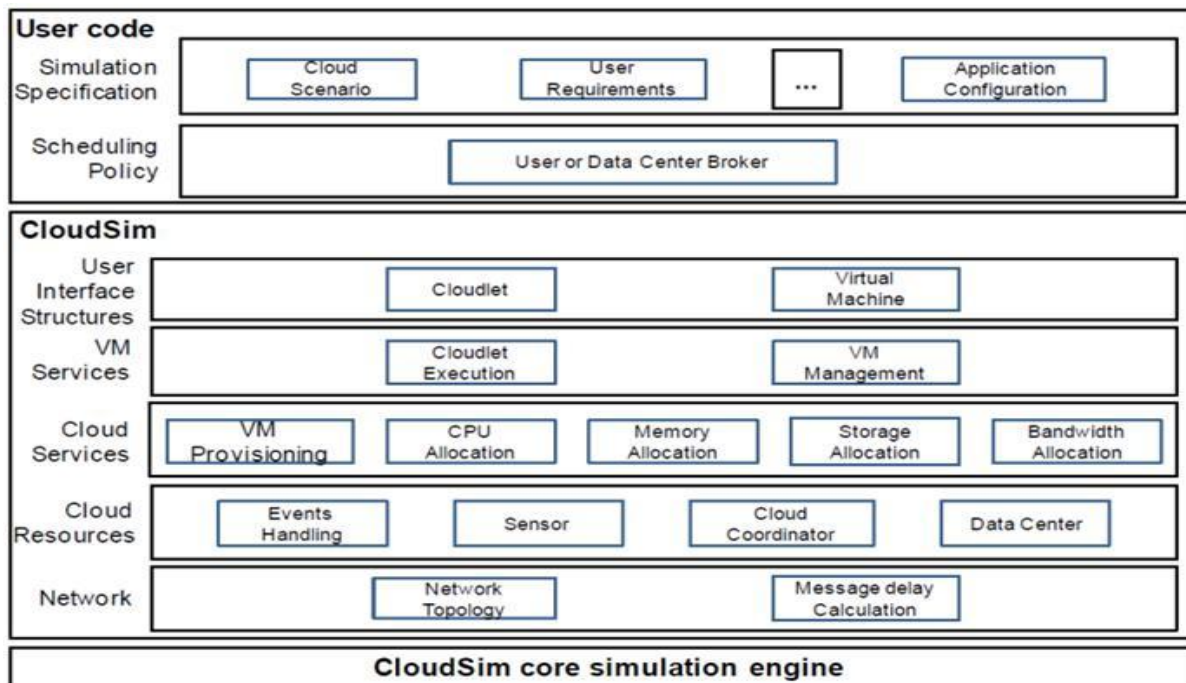 User code
Simulation
Specification
Cloud
Scenario
User
Requirements
...
Application
Configuration
Scheduling
Policy
User or Data Center Broker
CloudSim
User
Interface
Structures
Cloudlet
Virtual
Machine
VM
Services
Cloudlet
Execution
VM
Management
Cloud
Services
VM
Provisioning
CPU
Allocation
Memory
Allocation
Storage
Allocation
Bandwidth
Allocation
Cloud
Resources
Events
Handling
Sensor
Cloud
Coordinator
Data Center
Network
Network
Topology
Message delay
Calculation
CloudSim core simulation engine